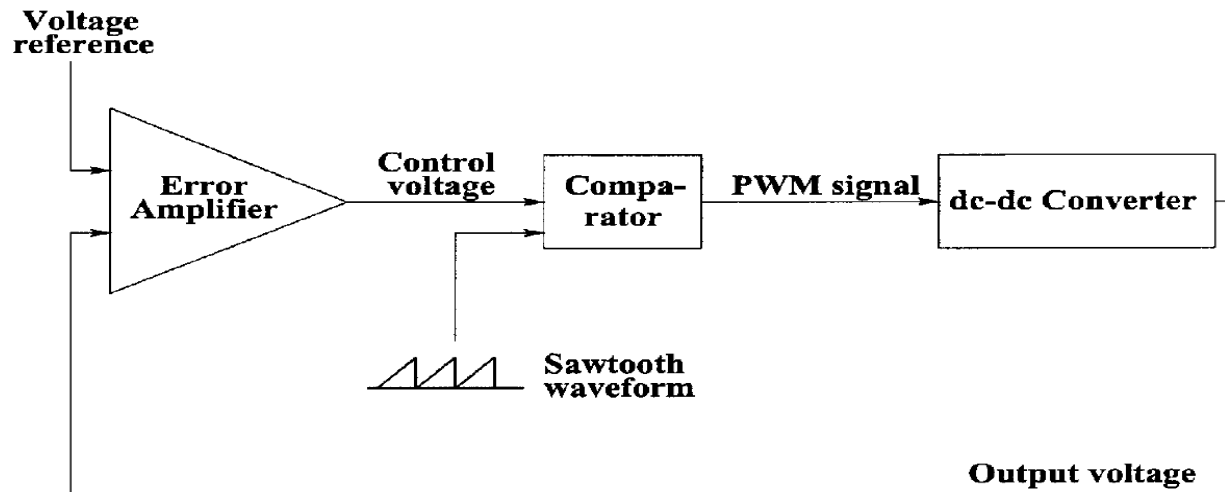 Voltage
reference
Error
Amplifier
Control
voltage
Compa-
rator
PWM signal
dc-dc Converter
Sawtooth
waveform
Output voltage